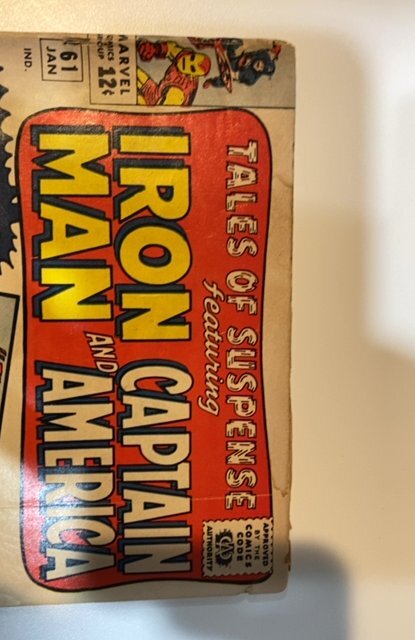 MARVEL
COMICS
GROUP
12¢
61
JAN
IND.
TALES OF SUSPENSE
featuring
IRON
MAN
AND
CAPTAIN
AMERICA
APPROVED
BY THE
COMICS
CODE
AUTHORITY